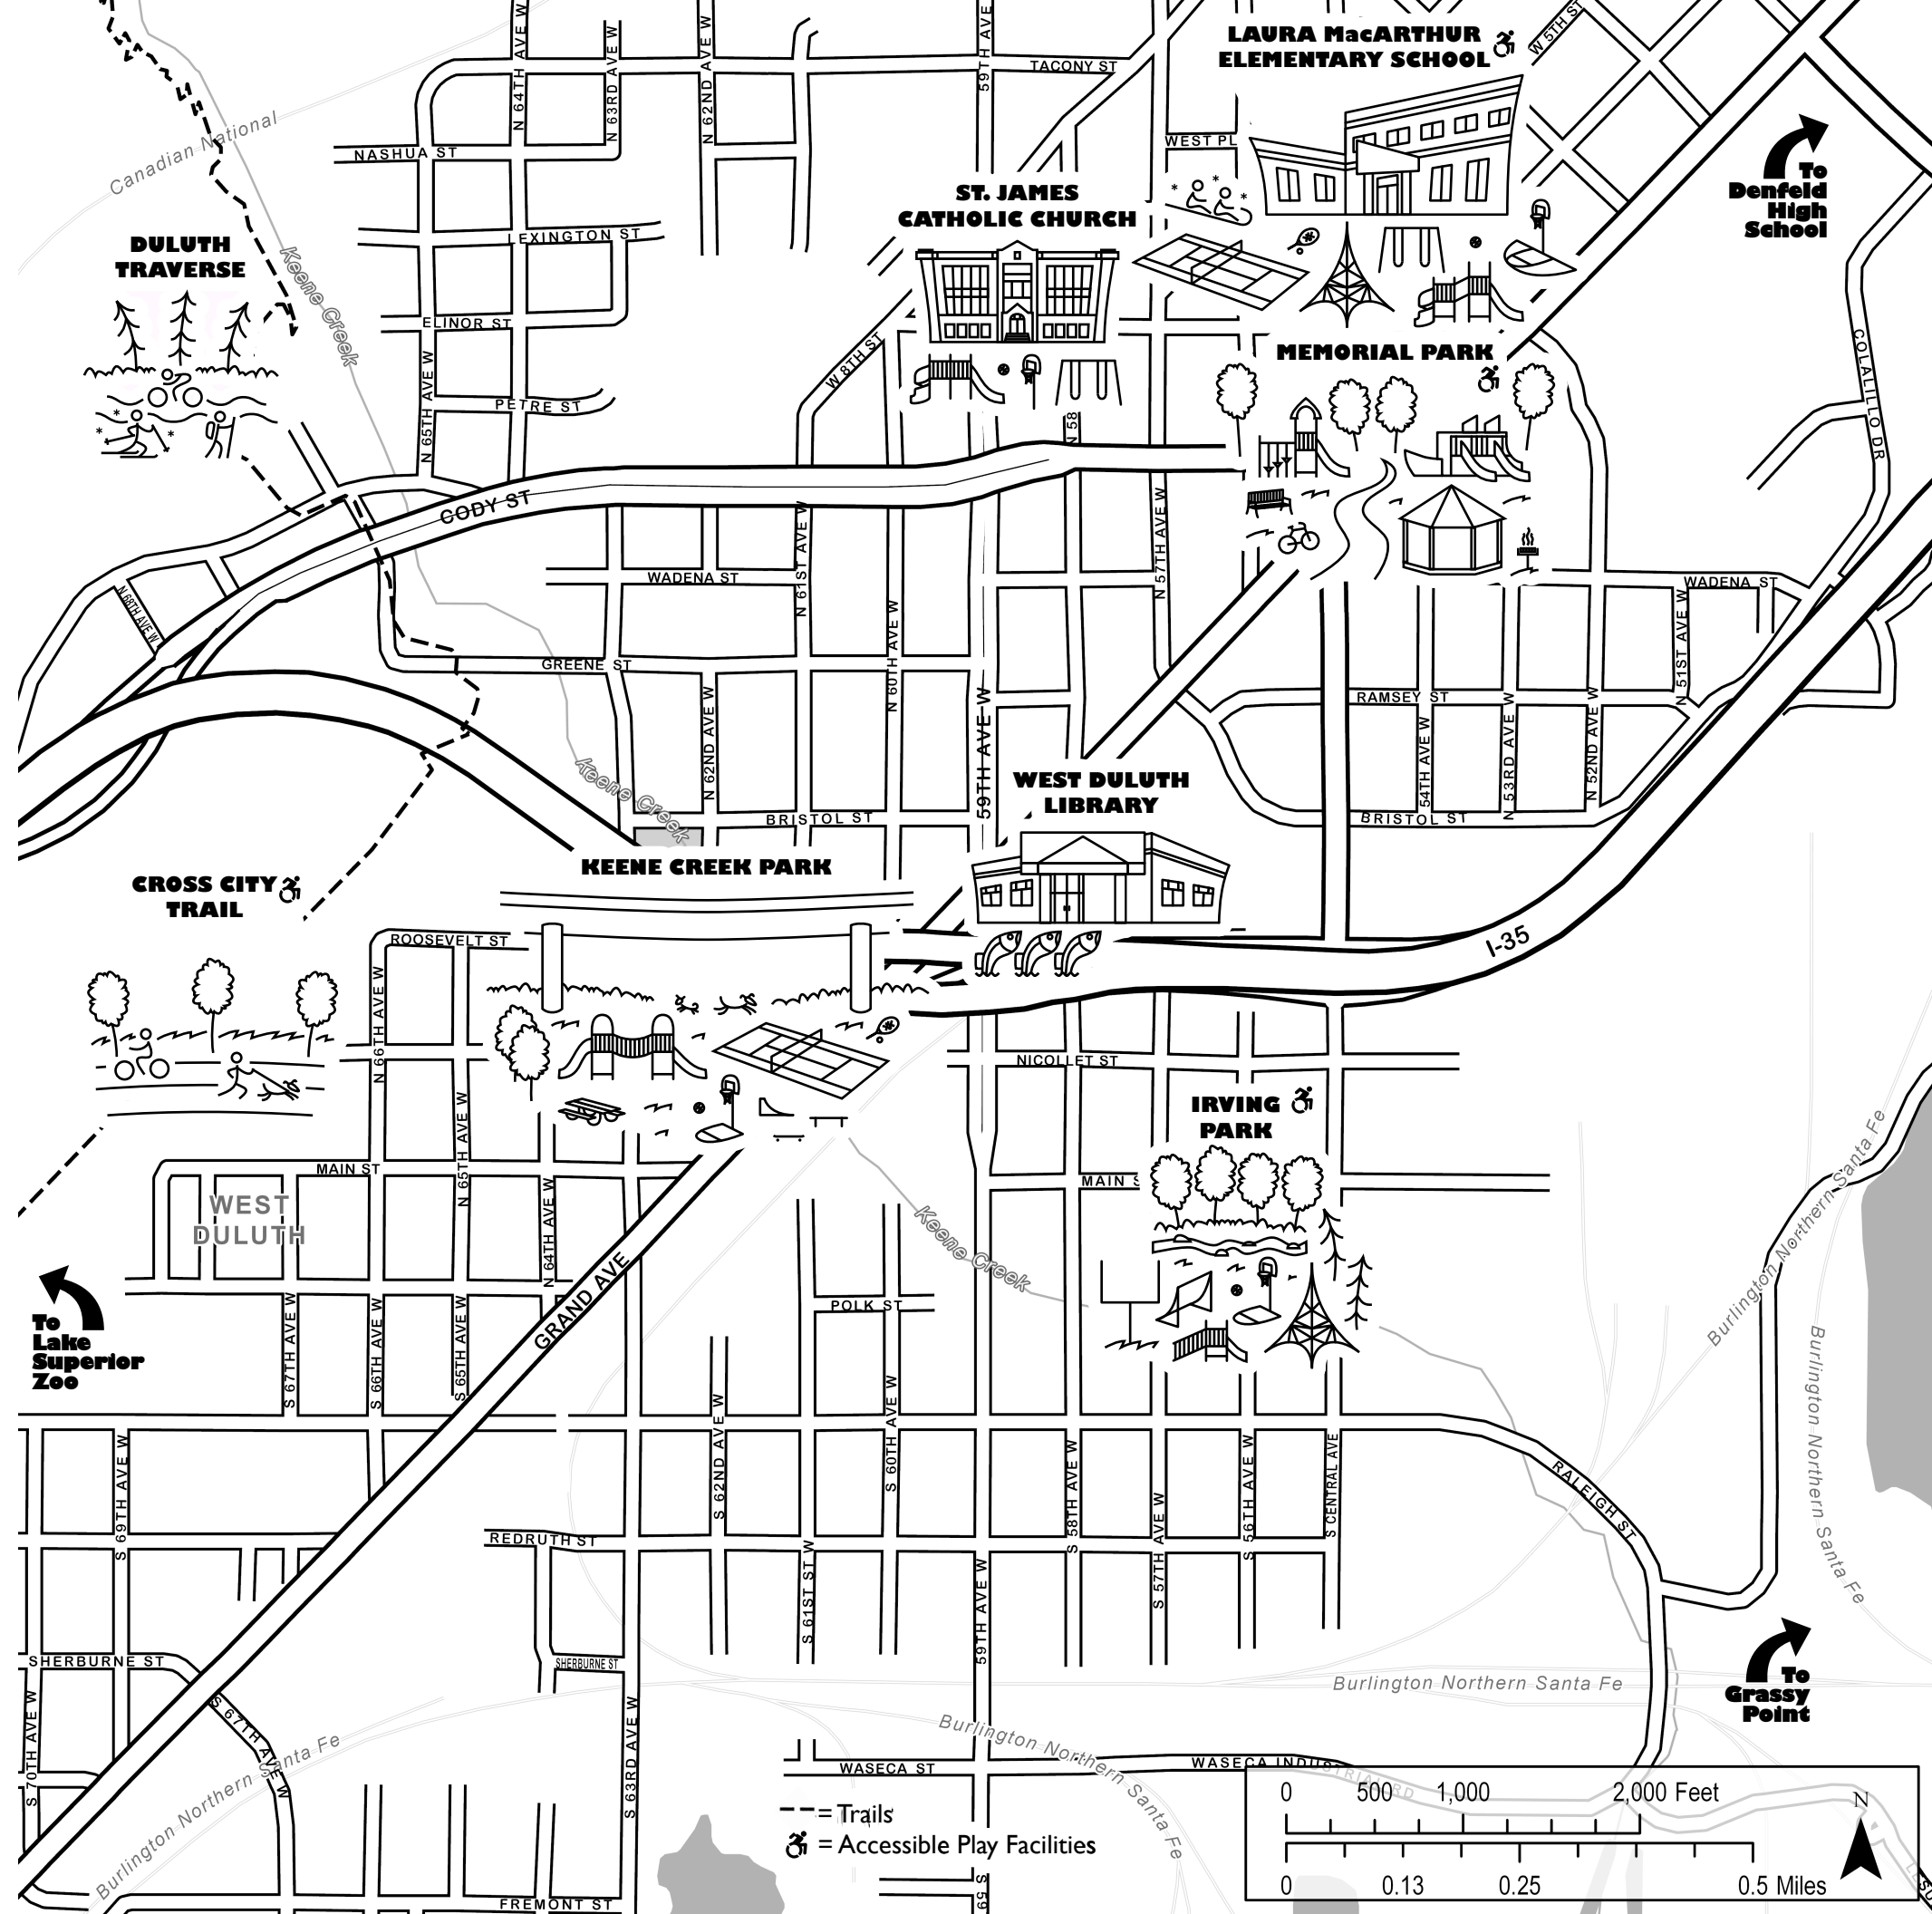 LAURA MacARTHUR
ELEMENTARY SCHOOL
W 5TH ST
N 64TH AVE W
N 63RD AVE W
N 62ND AVE W
59TH AVE
TACONY ST
Canadian National
NASHUA ST
WEST PL
To
Denfeld
High
School
ST. JAMES
CATHOLIC CHURCH
DULUTH
TRAVERSE
LEXINGTON ST
Keene Creek
ELINOR ST
MEMORIAL PARK
W 8TH ST
COLALILLO DR
N 65TH AVE W
PETRE ST
N 58
CODY ST
N 57TH AVE W
N 61ST AVE W
WADENA ST
WADENA ST
N 68TH AVE W
N 60TH AVE W
N 51ST AVE W
GREENE ST
RAMSEY ST
N 62ND AVE W
59TH AVE W
54TH AVE W
N 53RD AVE W
N 52ND AVE W
WEST DULUTH
LIBRARY
Keene Creek
BRISTOL ST
BRISTOL ST
KEENE CREEK PARK
CROSS CITY
TRAIL
ROOSEVELT ST
I-35
N 66TH AVE W
NICOLLET ST
IRVING
PARK
N 65TH AVE W
Burlington Northern Santa Fe
MAIN ST
MAIN S
WEST
DULUTH
N 64TH AVE W
Keene Creek
GRAND AVE
POLK ST
To
Lake
Superior
Zoo
S 67TH AVE W
S 66TH AVE W
S 65TH AVE W
Burlington Northern Santa Fe
S 62ND AVE W
S 60TH AVE W
S 69TH AVE W
S 58TH AVE W
S 57TH AVE W
S 56TH AVE W
S CENTRAL AVE
RALEIGH ST
REDRUTH ST
S 61ST ST W
59TH AVE W
SHERBURNE ST
SHERBURNE ST
To
Grassy
Point
Burlington Northern Santa Fe
S 70TH AVE W
S 67TH AVE W
S 63RD AVE W
Burlington Northern Santa Fe
Burlington Northern Santa Fe
WASECA ST
WASECA INDUSTRIAL RD
0 500 1,000 2,000 Feet
N
= Trails
= Accessible Play Facilities
0 0.13 0.25 0.5 Miles
FREMONT ST
S 59